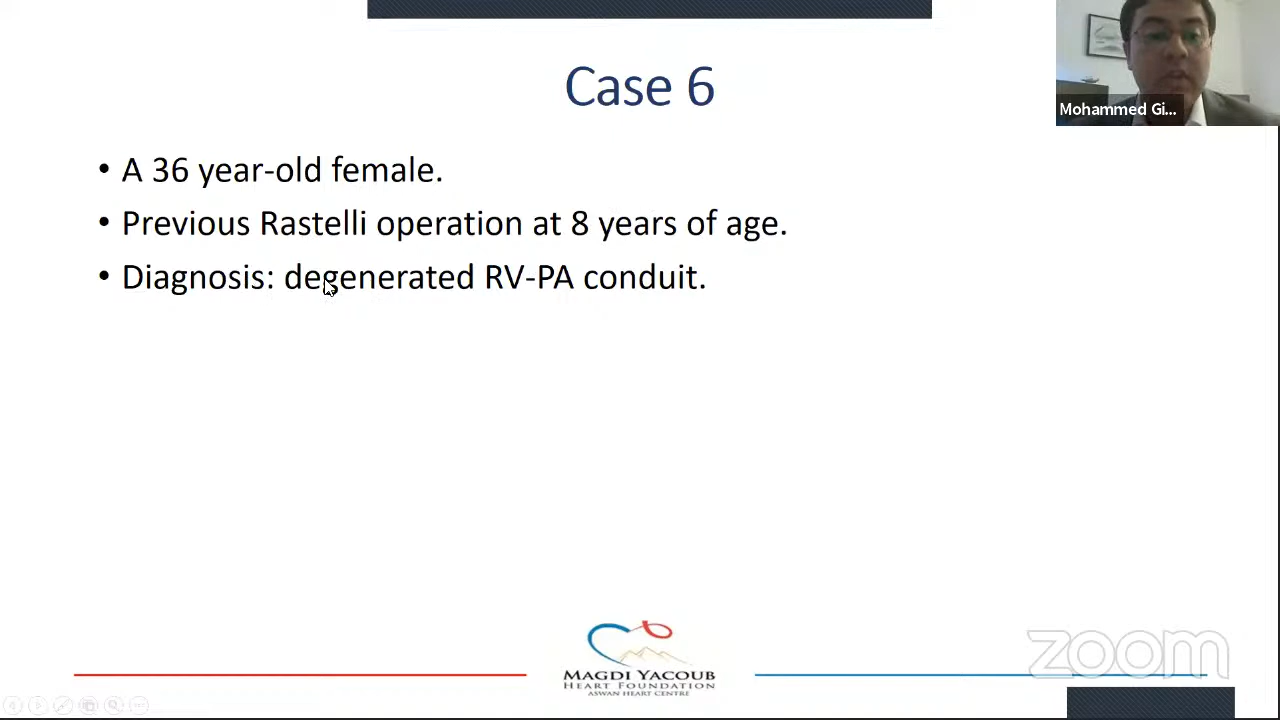 Case 6
Mohammed Gi...
• A 36 year-old female.
• Previous Rastelli operation at 8 years of age.
• Diagnosis: degenerated RV-PA conduit.
MAGDI YACOUB
HEART FOUNDATION
ASWAN HEART CENTRE
zoom